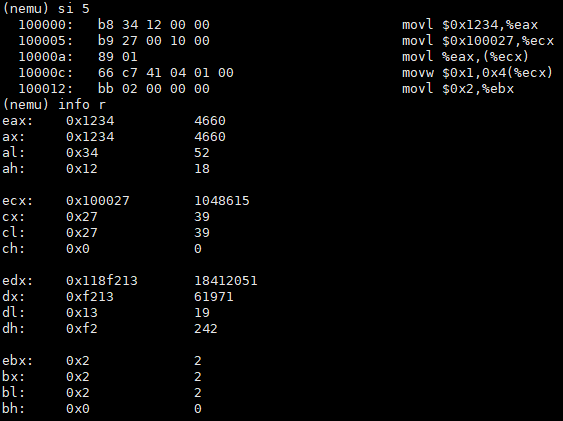 (nemu) si 5
100000: b8 34 12 00 00 movl $0x1234,%eax
100005: b9 27 00 10 00 movl $0x100027,%ecx
10000a: 89 01 movl %eax,(%ecx)
10000c: 66 c7 41 04 01 00 movw $0x1,0x4(%ecx)
100012: bb 02 00 00 00 movl $0x2,%ebx
(nemu) info r
eax: 0x1234 4660
ax: 0x1234 4660
al: 0x34 52
ah: 0x12 18
ecx: 0x100027 1048615
cx: 0x27 39
cl: 0x27 39
ch: 0x0 0
edx: 0x118f213 18412051
dx: 0xf213 61971
dl: 0x13 19
dh: 0xf2 242
ebx: 0x2 2
bx: 0x2 2
bl: 0x2 2
bh: 0x0 0